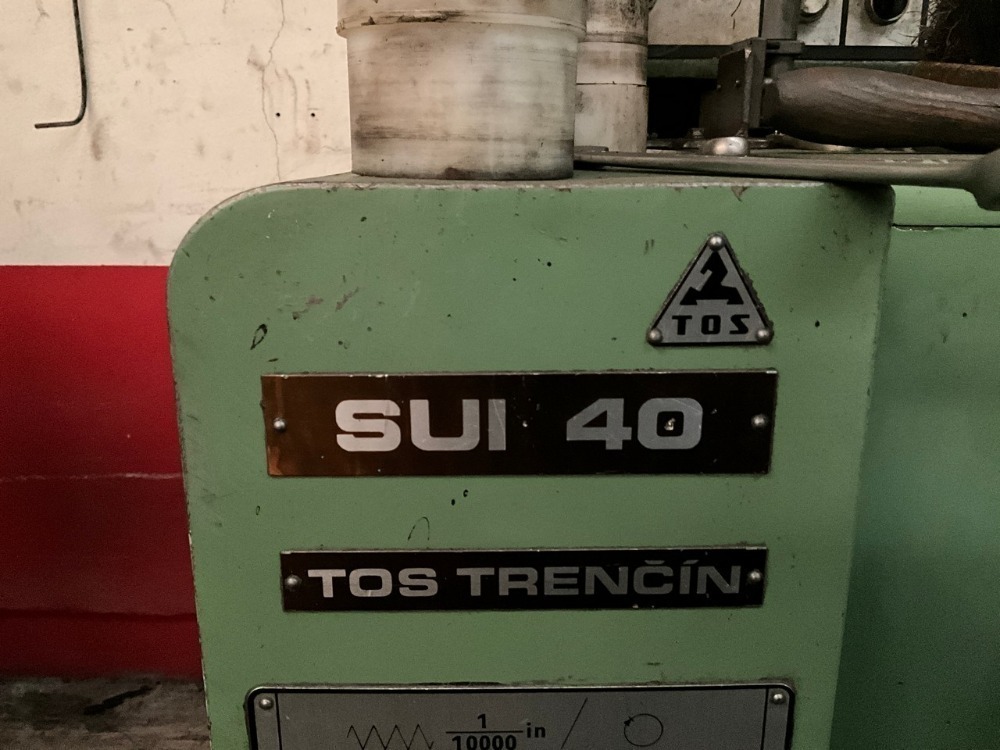 TOS
SUI 40
TOS TRENČÍN
1/10000 in /